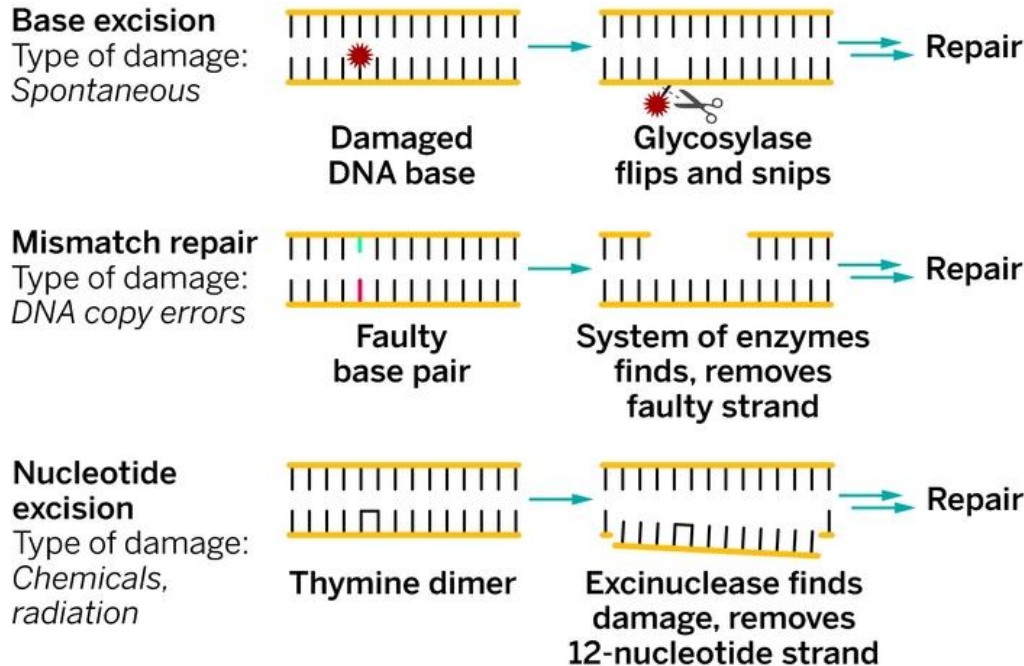 Base excision
Type of damage:
Spontaneous
Damaged
DNA base
Glycosylase
flips and snips
Repair
Mismatch repair
Type of damage:
DNA copy errors
Faulty
base pair
System of enzymes
finds, removes
faulty strand
Repair
Nucleotide
excision
Type of damage:
Chemicals,
radiation
Thymine dimer
Excinuclease finds
damage, removes
12-nucleotide strand
Repair